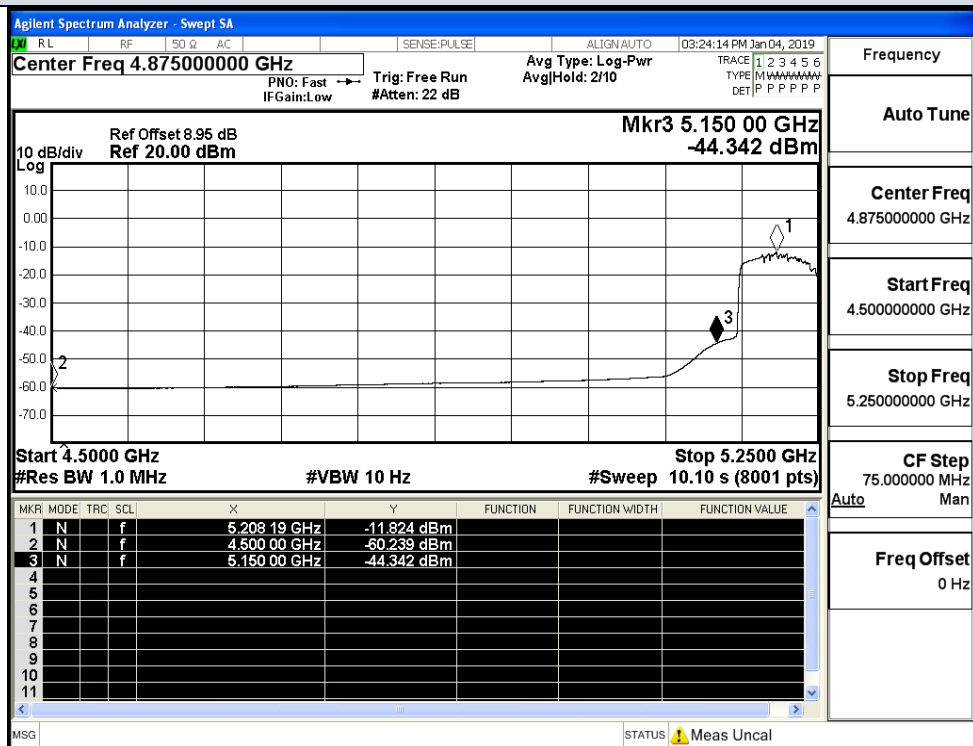 Agilent Spectrum Analyzer - Swept SA
LXI RL RF 50 Ω AC SENSE:PULSE ALIGN AUTO 03:24:14 PM Jan 04, 2019
Center Freq 4.875000000 GHz
PNO: Fast
IFGain:Low
Trig: Free Run
#Atten: 22 dB
Avg Type: Log-Pwr
Avg|Hold: 2/10
TRACE 1 2 3 4 5 6
TYPE M W W W W W
DET P P P P P P
Mkr3 5.150 00 GHz
-44.342 dBm
Ref Offset 8.95 dB
10 dB/div Ref 20.00 dBm
Log
10.0
0.00
-10.0
-20.0
-30.0
-40.0
-50.0
-60.0
-70.0
1
2
3
Start 4.5000 GHz Stop 5.2500 GHz
#Res BW 1.0 MHz #VBW 10 Hz #Sweep 10.10 s (8001 pts)
MKR MODE TRC SCL X Y FUNCTION FUNCTION WIDTH FUNCTION VALUE
1 N f 5.208 19 GHz -11.824 dBm
2 N f 4.500 00 GHz -60.239 dBm
3 N f 5.150 00 GHz -44.342 dBm
4
5
6
7
8
9
10
11
MSG STATUS Meas Uncal
Frequency
Auto Tune
Center Freq
4.875000000 GHz
Start Freq
4.500000000 GHz
Stop Freq
5.250000000 GHz
CF Step
75.000000 MHz
Auto Man
Freq Offset
0 Hz